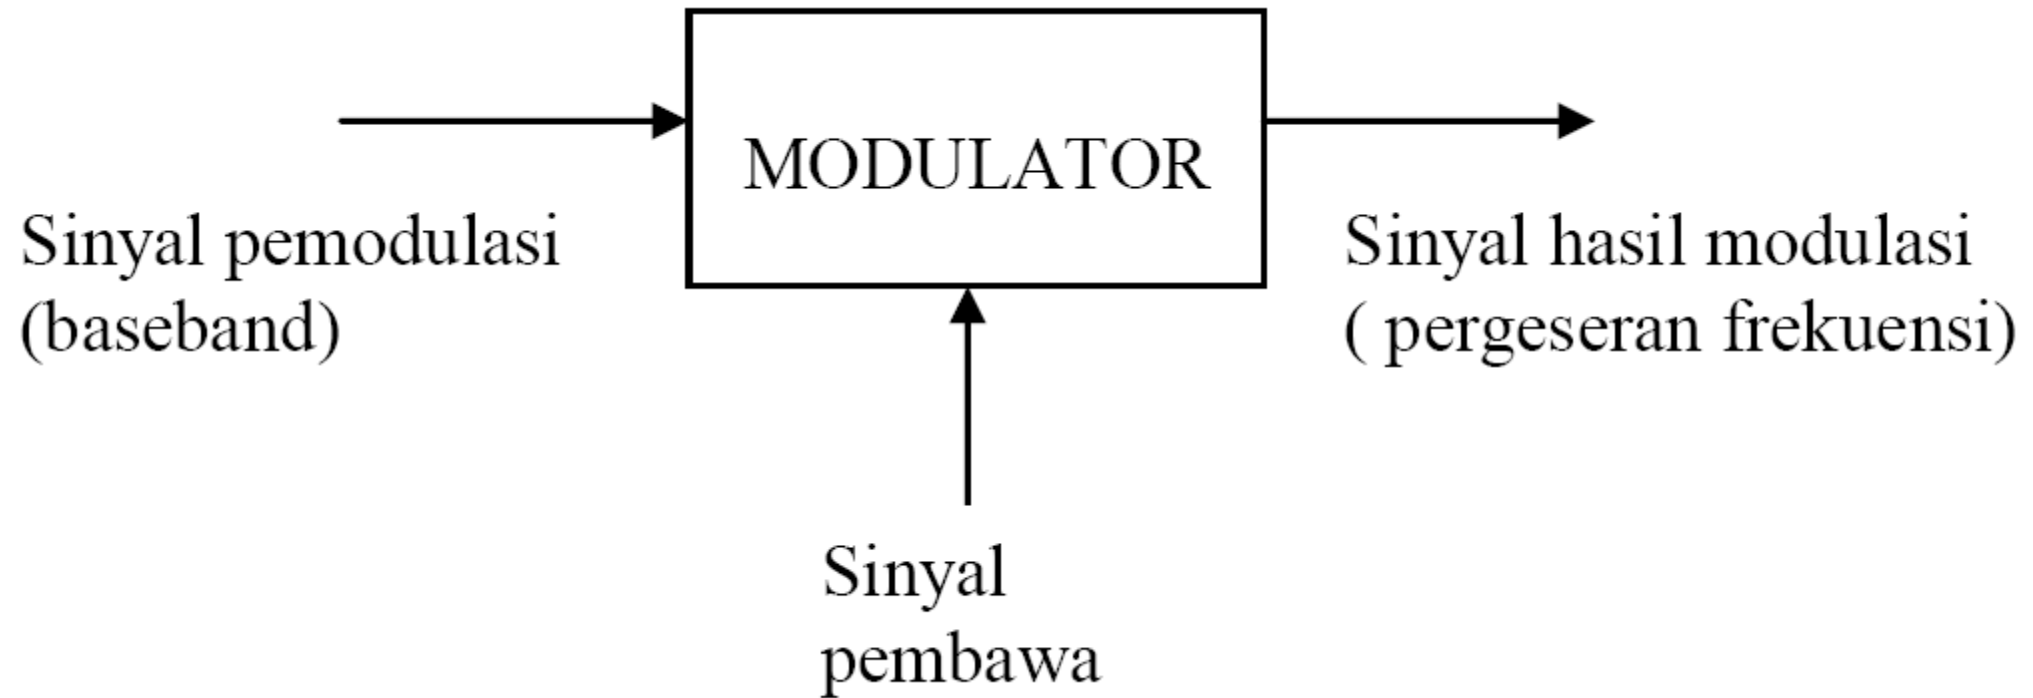 MODULATOR
Sinyal pemodulasi
(baseband)
Sinyal hasil modulasi
( pergeseran frekuensi)
Sinyal
pembawa